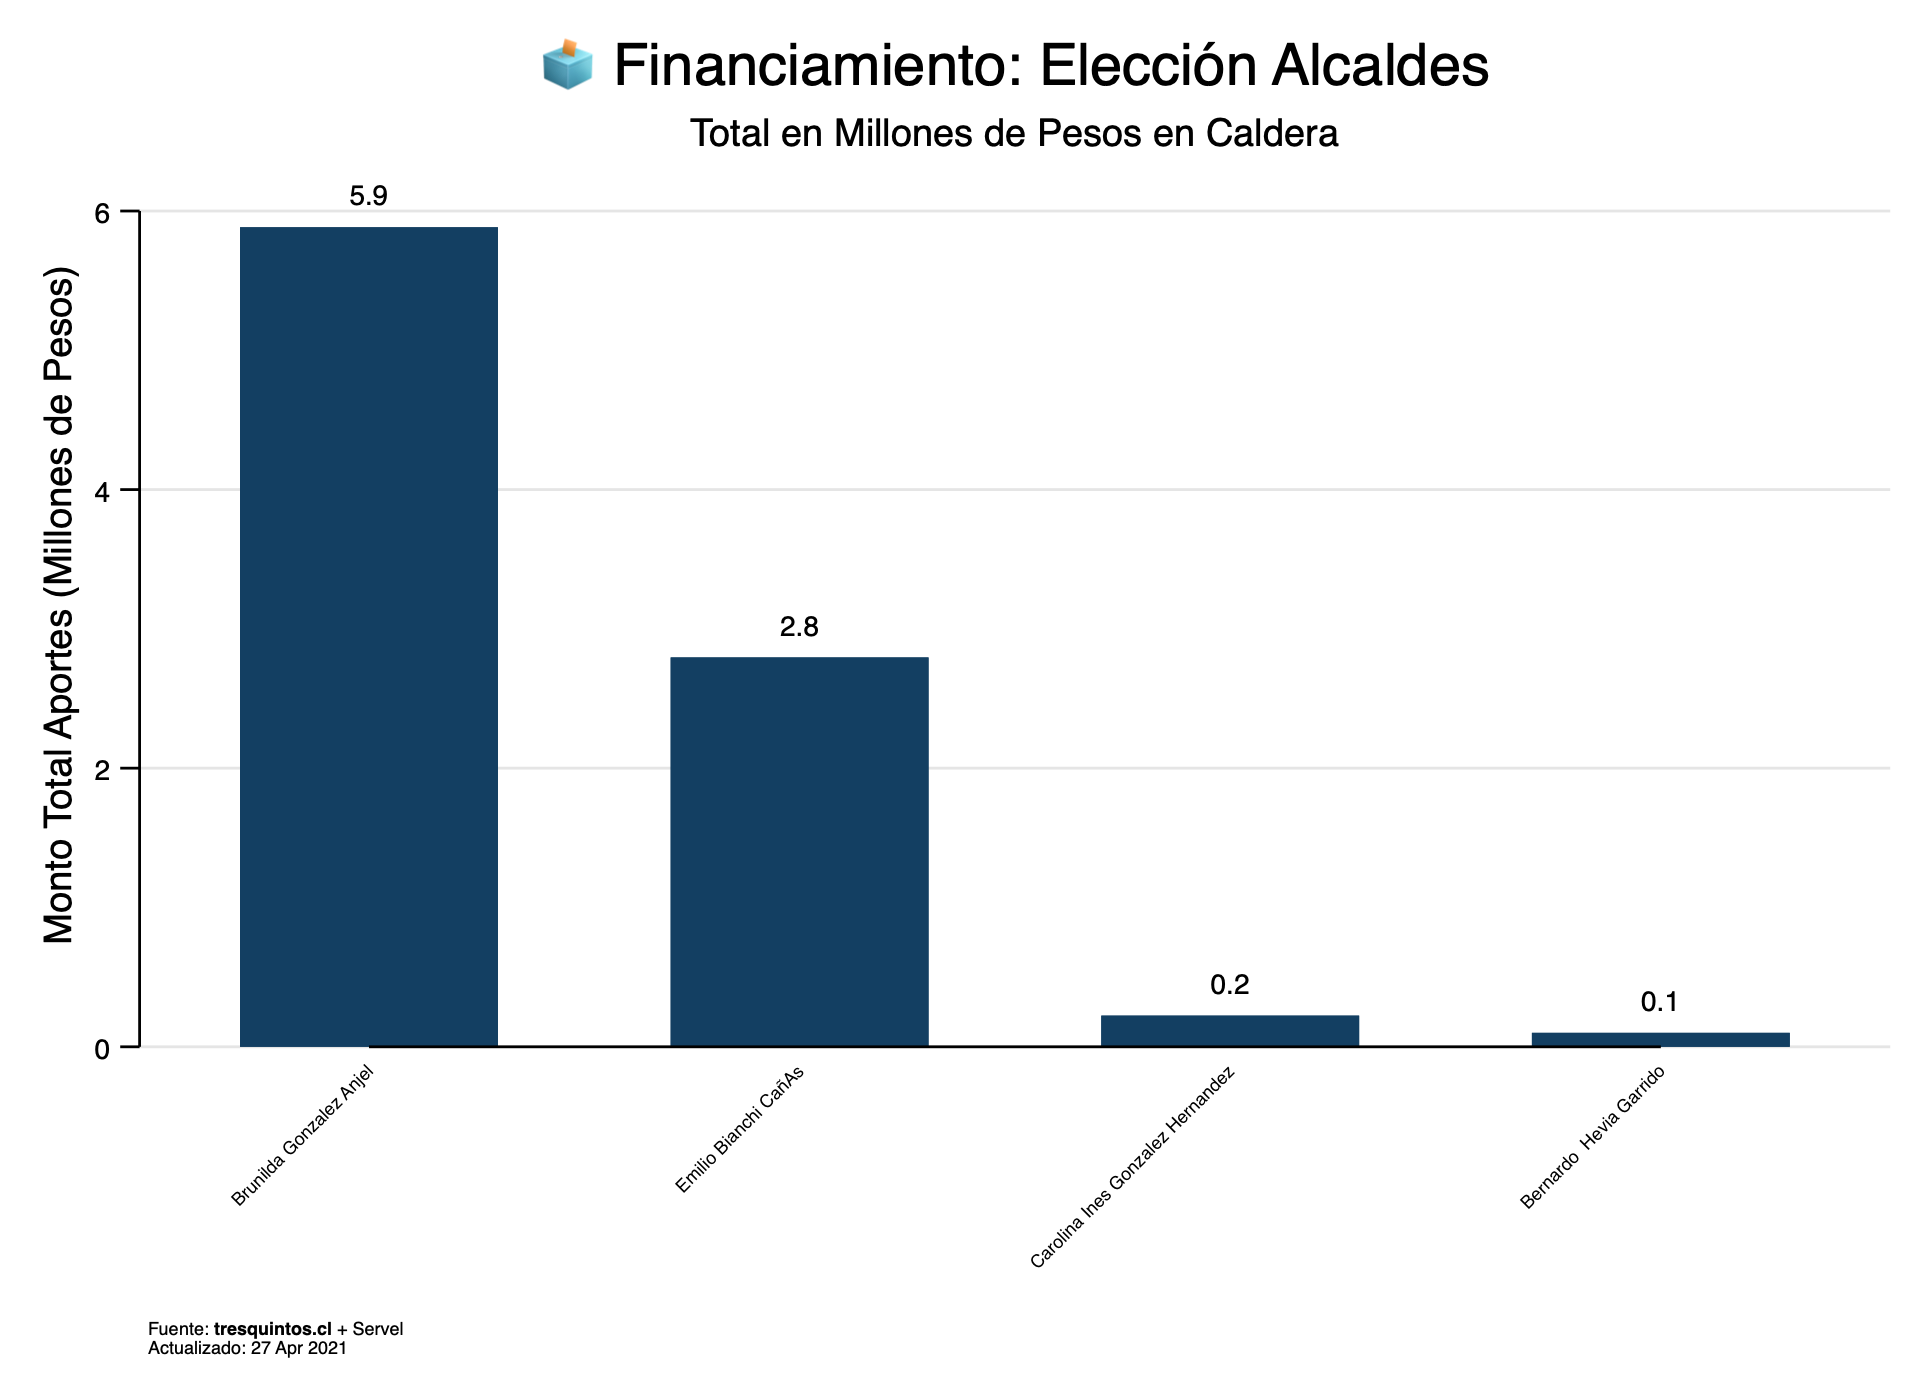 Financiamiento: Elección Alcaldes
Total en Millones de Pesos en Caldera
Monto Total Aportes (Millones de Pesos)
6
4
2
0
5.9
2.8
0.2
0.1
Brunilda Gonzalez Anjel
Emilio Bianchi CañAs
Carolina Ines Gonzalez Hernandez
Bernardo  Hevia Garrido
Fuente: tresquintos.cl + Servel
Actualizado: 27 Apr 2021